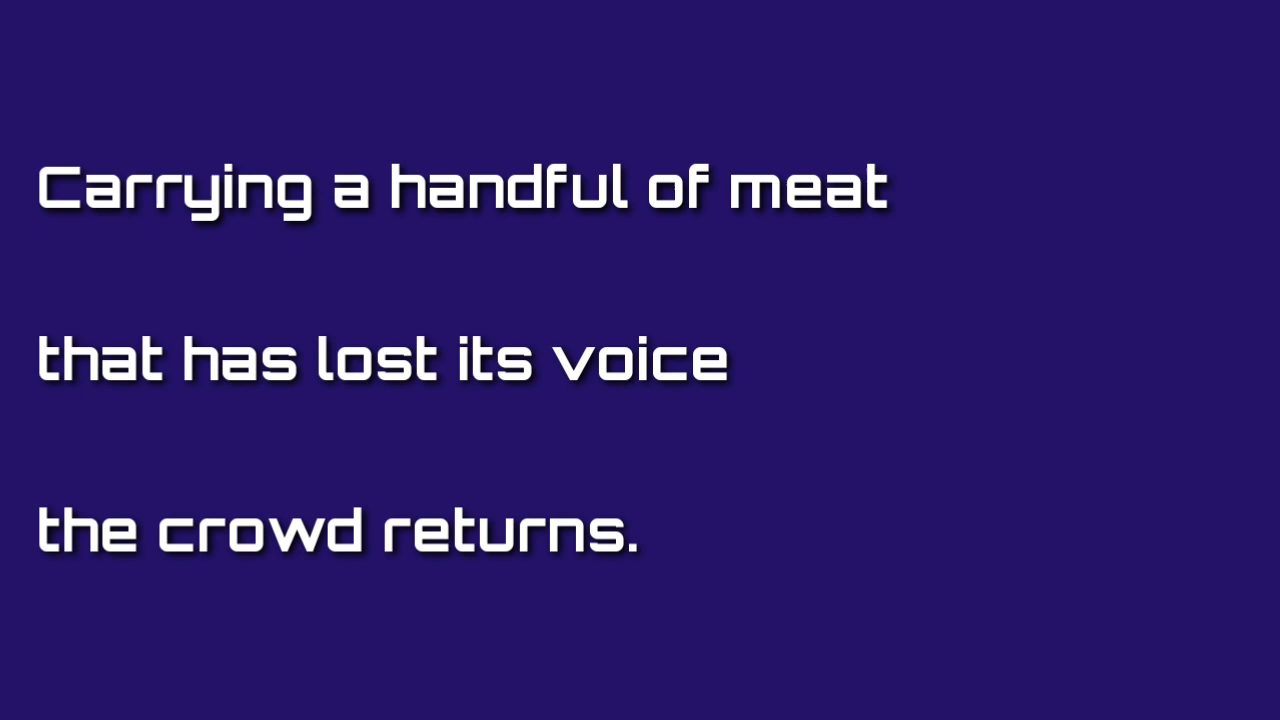 Carrying a handful of meat
that has lost its voice
the crowd returns.